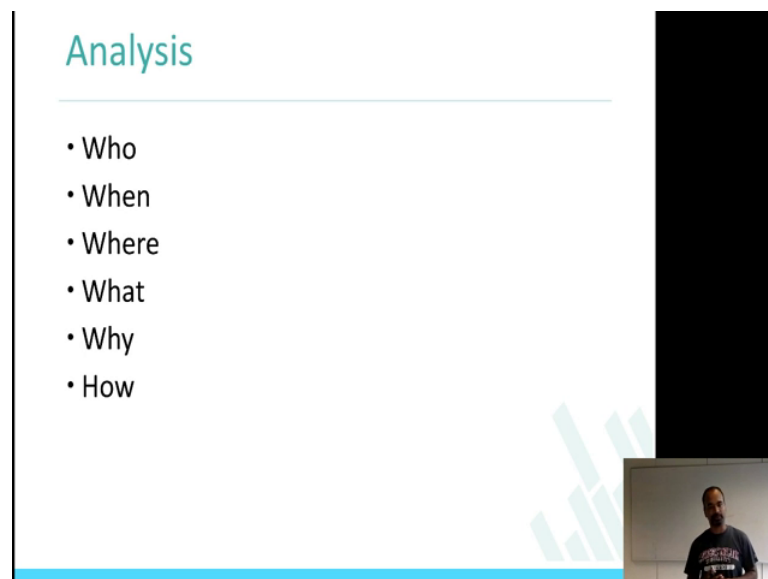 Analysis
• Who
• When
• Where
• What
• Why
• How